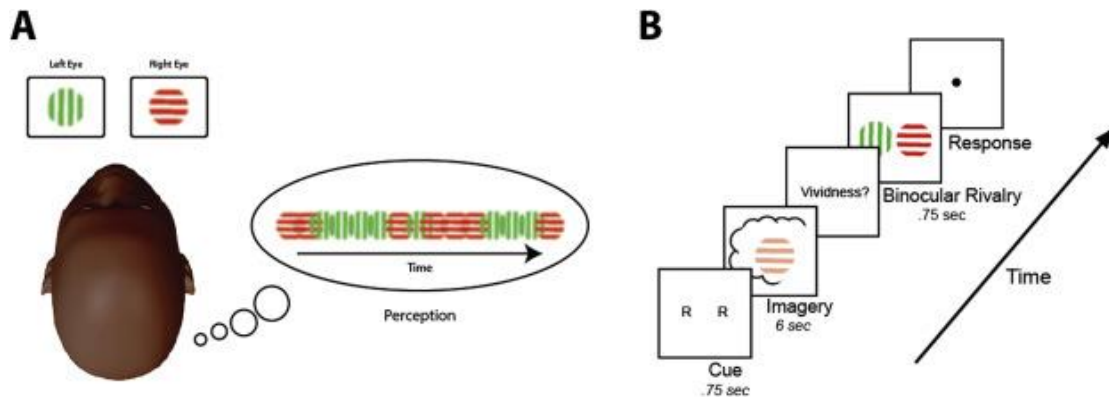 A
Left Eye
Right Eye
Time
Perception
B
R R
Cue
.75 sec
Imagery
6 sec
Vividness?
Binocular Rivalry
.75 sec
Response
Time